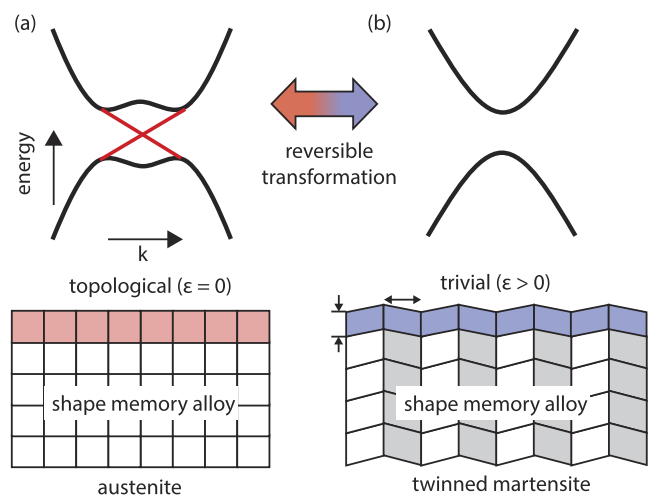 (a)
energy
k
topological (ε = 0)
shape memory alloy
austenite
reversible
transformation
(b)
trivial (ε > 0)
shape memory alloy
twinned martensite